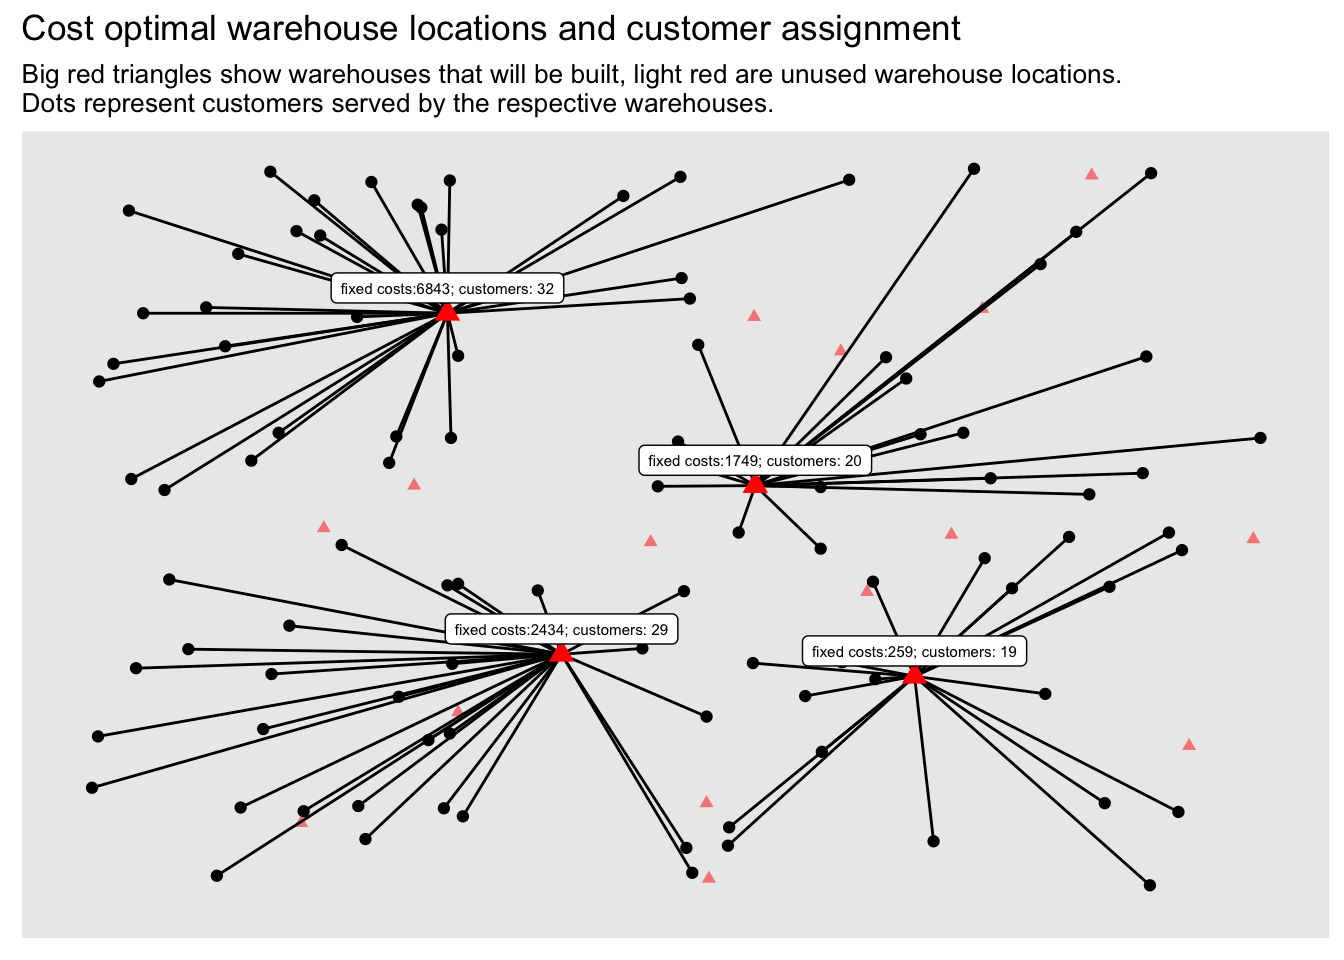 Cost optimal warehouse locations and customer assignment
Big red triangles show warehouses that will be built, light red are unused warehouse locations.
Dots represent customers served by the respective warehouses.
fixed costs:6843; customers: 32
fixed costs:1749; customers: 20
fixed costs:2434; customers: 29
fixed costs:259; customers: 19